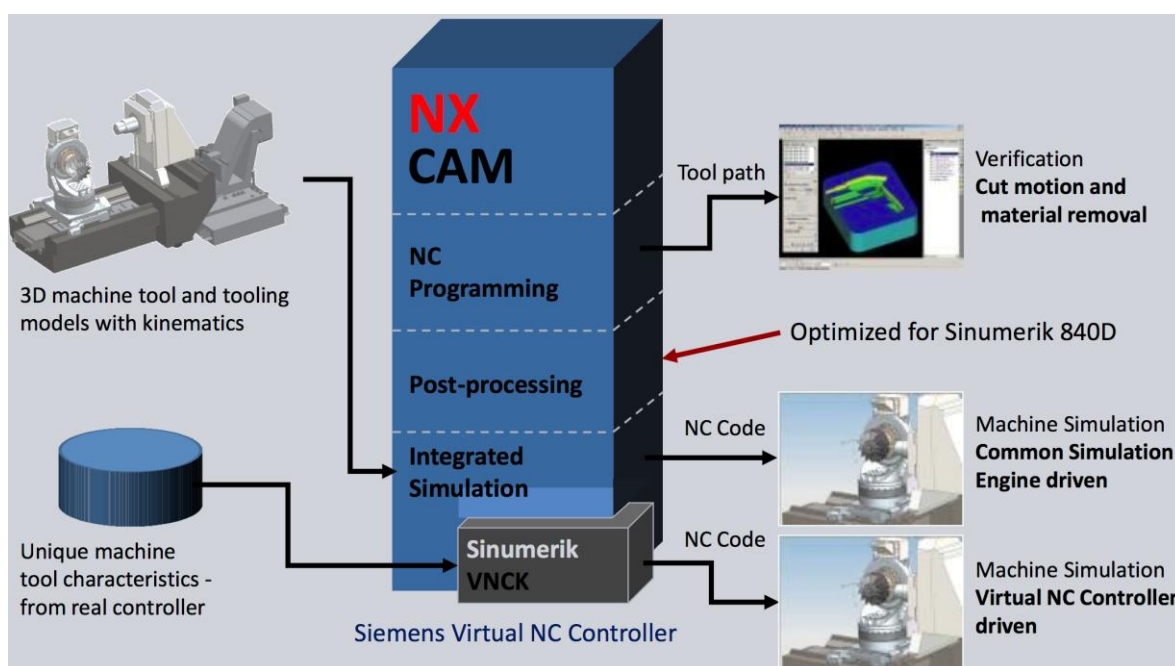 NX
CAM
NC
Programming
Post-processing
Integrated
Simulation
Sinumerik
VNCK
Siemens Virtual NC Controller
3D machine tool and tooling
models with kinematics
Unique machine
tool characteristics -
from real controller
Tool path
Verification
Cut motion and
material removal
Optimized for Sinumerik 840D
NC Code
Machine Simulation
Common Simulation
Engine driven
NC Code
Machine Simulation
Virtual NC Controller
driven